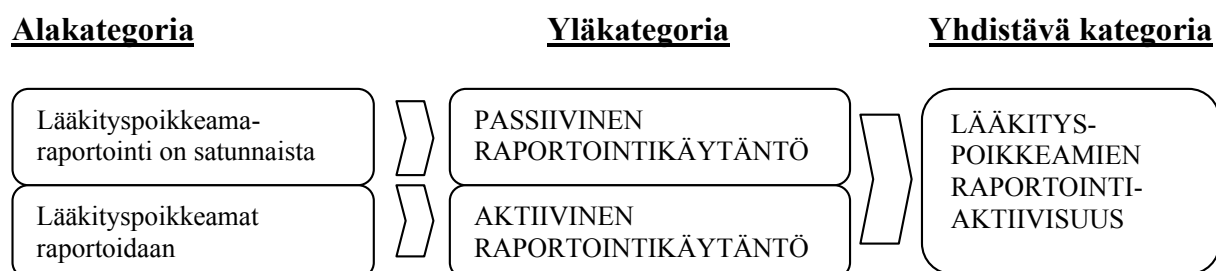 Alakategoria
Yläkategoria
Yhdistävä kategoria
Lääkityspoikkeama-
raportointi on satunnaista
PASSIIVINEN
RAPORTOINTIKÄYTÄNTÖ
Lääkityspoikkeamat
raportoidaan
AKTIIVINEN
RAPORTOINTIKÄYTÄNTÖ
LÄÄKITYS-
POIKKEAMIEN
RAPORTOINTI-
AKTIIVISUUS